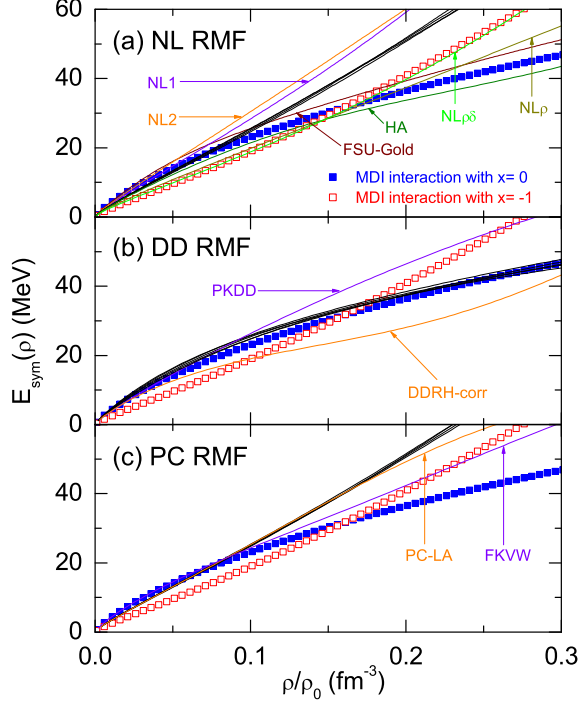 60
(a) NL RMF
NL1
NL2
40
20
0
HA
FSU-Gold
NLρδ
NLρ
MDI interaction with x= 0
MDI interaction with x= -1
E_sym(ρ) (MeV)
(b) DD RMF
PKDD
40
20
0
DDRH-corr
(c) PC RMF
40
20
0
PC-LA
FKVW
0.0
0.1
0.2
0.3
ρ/ρ_0 (fm^-3)